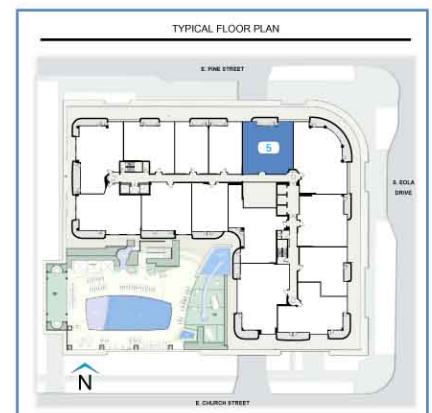 TYPICAL FLOOR PLAN
E. PINE STREET
5
S. EOLA
DRIVE
N
E. CHURCH STREET